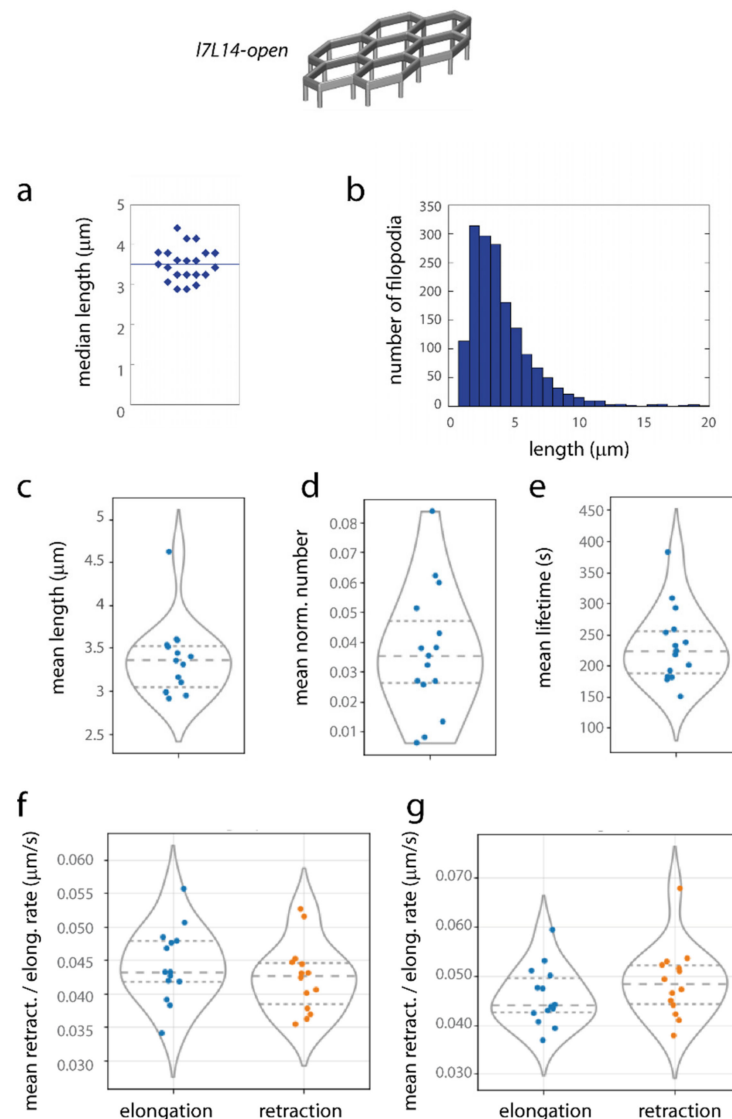 l7L14-open
a
median length (μm)
5
4
3
2
1
0
b
number of filopodia
350
300
250
200
150
100
50
0
0 5 10 15 20
length (μm)
c
mean length (μm)
5
4.5
4
3.5
3
2.5
d
mean norm. number
0.08
0.07
0.06
0.05
0.04
0.03
0.02
0.01
e
mean lifetime (s)
450
400
350
300
250
200
150
100
f
mean retract. / elong. rate (μm/s)
0.060
0.055
0.050
0.045
0.040
0.035
0.030
elongation retraction
g
mean retract. / elong. rate (μm/s)
0.070
0.060
0.050
0.040
0.030
elongation retraction